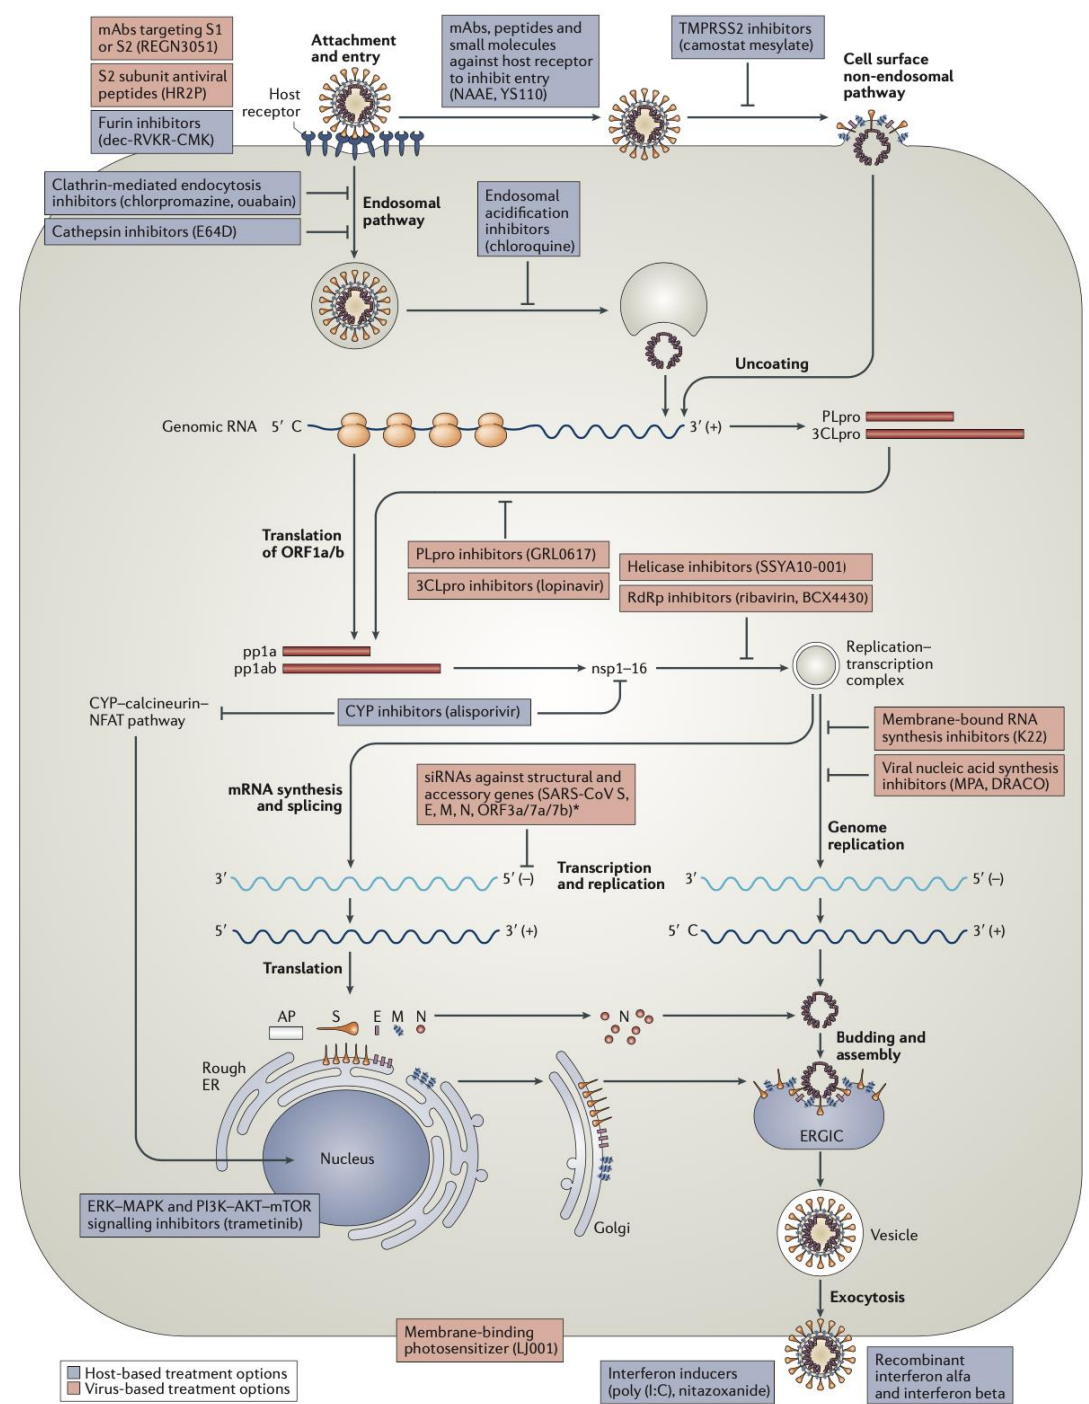 mAbs targeting S1
or S2 (REGN3051)
S2 subunit antiviral
peptides (HR2P)
Furin inhibitors
(dec-RVKR-CMK)
Attachment
and entry
Host
receptor
mAbs, peptides and
small molecules
against host receptor
to inhibit entry
(NAAE, YS110)
TMPRSS2 inhibitors
(camostat mesylate)
Cell surface
non-endosomal
pathway
Clathrin-mediated endocytosis
inhibitors (chlorpromazine, ouabain)
Cathepsin inhibitors (E64D)
Endosomal
pathway
Endosomal
acidification
inhibitors
(chloroquine)
Uncoating
Genomic RNA 5′ C 3′ (+)
PLpro
3CLpro
Translation
of ORF1a/b
PLpro inhibitors (GRL0617)
3CLpro inhibitors (lopinavir)
Helicase inhibitors (SSYA10-001)
RdRp inhibitors (ribavirin, BCX4430)
pp1a
pp1ab
nsp1–16
Replication–
transcription
complex
CYP–calcineurin–
NFAT pathway
CYP inhibitors (alisporivir)
Membrane-bound RNA
synthesis inhibitors (K22)
Viral nucleic acid synthesis
inhibitors (MPA, DRACO)
mRNA synthesis
and splicing
siRNAs against structural and
accessory genes (SARS-CoV S,
E, M, N, ORF3a/7a/7b)*
Genome
replication
Transcription
and replication
3′ 5′ (–)
3′ 5′ (–)
5′ 3′ (+)
5′ C 3′ (+)
Translation
AP S E M N
N
Budding and
assembly
Rough
ER
ERGIC
Nucleus
Golgi
ERK–MAPK and PI3K–AKT–mTOR
signalling inhibitors (trametinib)
Vesicle
Exocytosis
Membrane-binding
photosensitizer (LJ001)
Interferon inducers
(poly (I:C), nitazoxanide)
Recombinant
interferon alfa
and interferon beta
Host-based treatment options
Virus-based treatment options